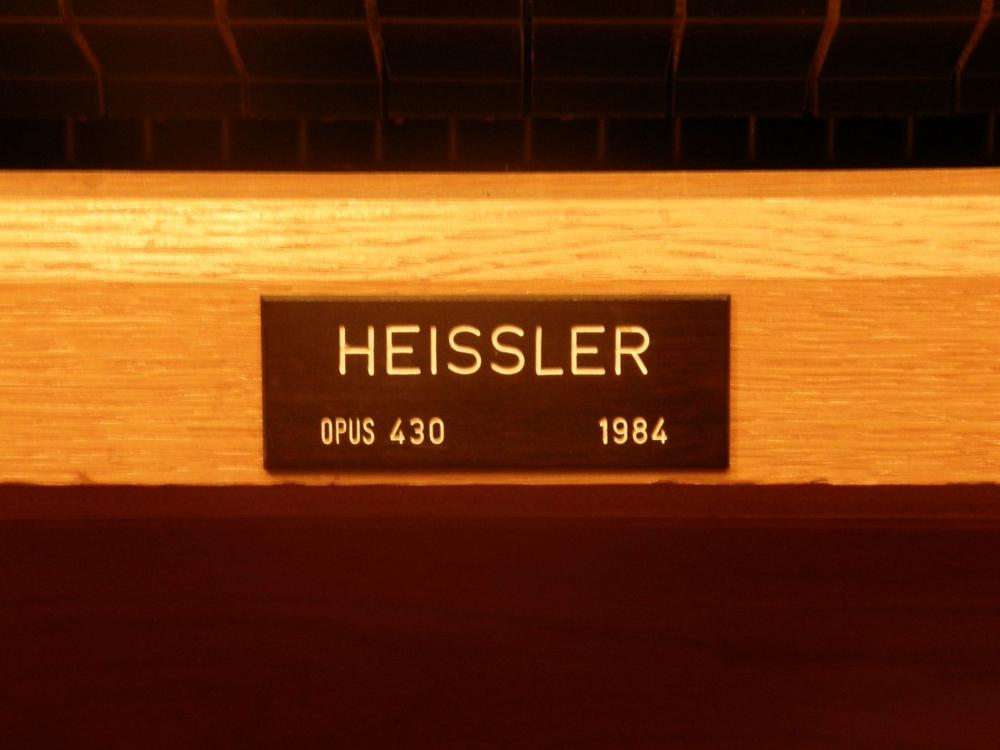 HEISSLER
OPUS 430 1984